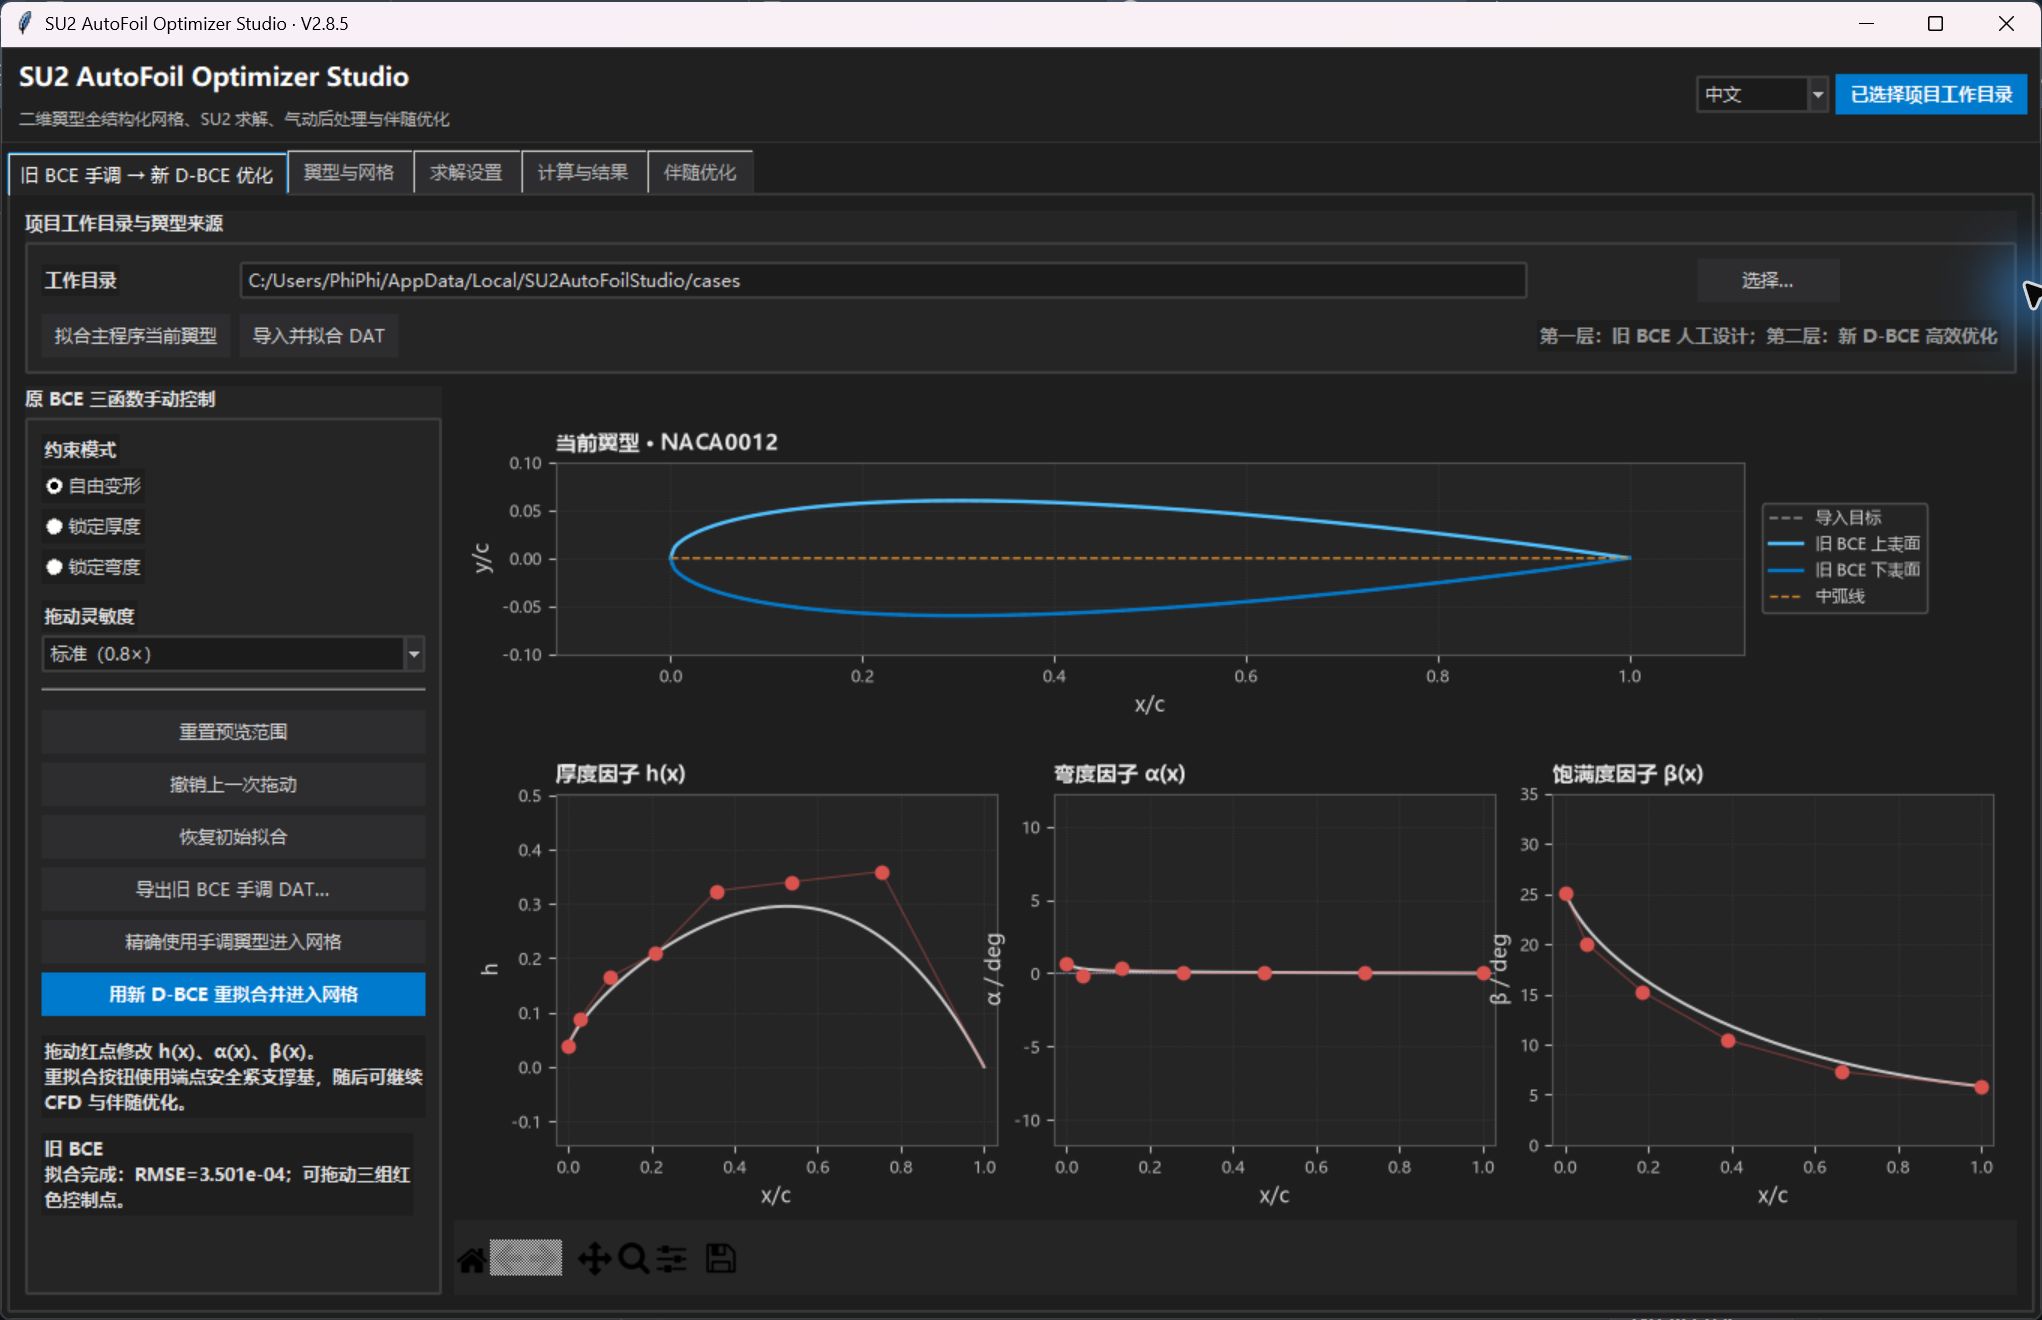 SU2 AutoFoil Optimizer Studio · V2.8.5
SU2 AutoFoil Optimizer Studio
二维翼型全结构化网格、SU2 求解、气动后处理与伴随优化
中文
已选择项目工作目录
旧 BCE 手调 → 新 D-BCE 优化
翼型与网格
求解设置
计算与结果
伴随优化
项目工作目录与翼型来源
工作目录
C:/Users/PhiPhi/AppData/Local/SU2AutoFoilStudio/cases
选择...
拟合主程序当前翼型
导入并拟合 DAT
第一层：旧 BCE 人工设计；第二层：新 D-BCE 高效优化
原 BCE 三函数手动控制
约束模式
自由变形
锁定厚度
锁定弯度
拖动灵敏度
标准（0.8×）
重置预览范围
撤销上一次拖动
恢复初始拟合
导出旧 BCE 手调 DAT...
精确使用手调翼型进入网格
用新 D-BCE 重拟合并进入网格
拖动红点修改 h(x)、α(x)、β(x)。
重拟合按钮使用端点安全紧支撑基，随后可继续
CFD 与伴随优化。
旧 BCE
拟合完成：RMSE=3.501e-04；可拖动三组红
色控制点。
当前翼型 • NACA0012
0.10
0.05
0.00
-0.05
-0.10
y/c
0.0 0.2 0.4 0.6 0.8 1.0
x/c
导入目标
旧 BCE 上表面
旧 BCE 下表面
中弧线
厚度因子 h(x)
0.5
0.4
0.3
0.2
0.1
0.0
-0.1
h
0.0 0.2 0.4 0.6 0.8 1.0
x/c
弯度因子 α(x)
10
5
0
-5
-10
α / deg
0.0 0.2 0.4 0.6 0.8 1.0
x/c
饱满度因子 β(x)
35
30
25
20
15
10
5
0
β / deg
0.0 0.2 0.4 0.6 0.8 1.0
x/c